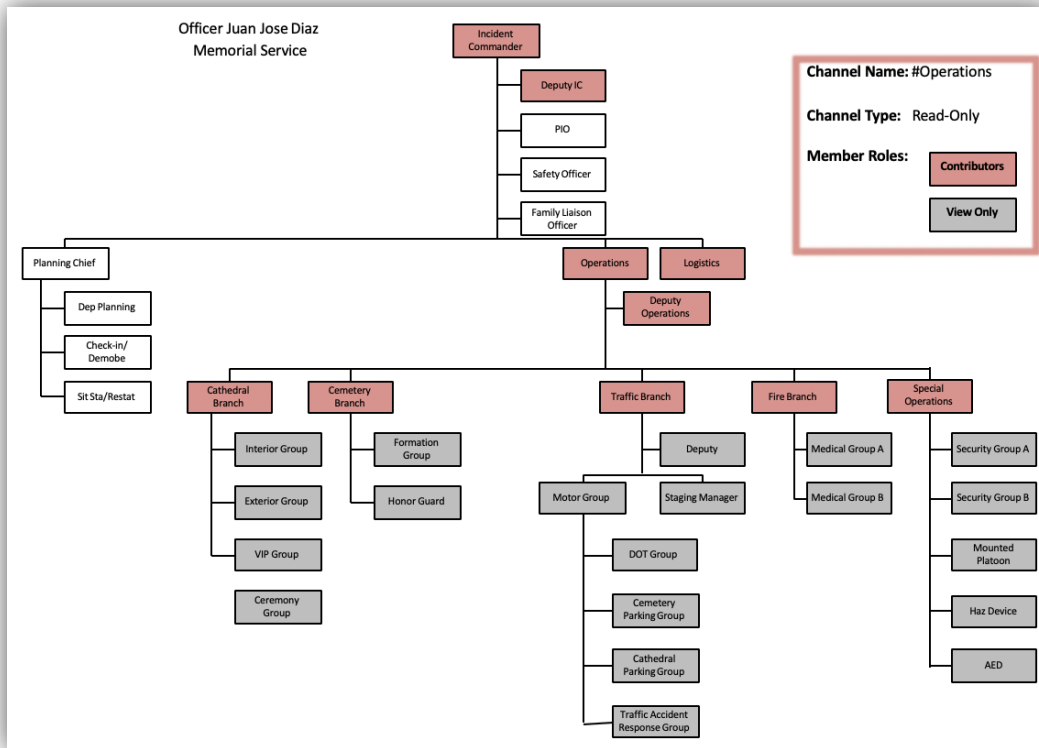 Officer Juan Jose Diaz
Memorial Service
Incident
Commander
Channel Name: #Operations
Channel Type: Read-Only
Member Roles:
Contributors
View Only
Deputy IC
PIO
Safety Officer
Family Liaison
Officer
Planning Chief
Operations
Logistics
Dep Planning
Deputy
Operations
Check-in/
Demobe
Sit Sta/Restat
Cathedral
Branch
Cemetery
Branch
Traffic Branch
Fire Branch
Special
Operations
Interior Group
Exterior Group
VIP Group
Ceremony
Group
Formation
Group
Honor Guard
Deputy
Motor Group
Staging Manager
DOT Group
Cemetery
Parking Group
Cathedral
Parking Group
Traffic Accident
Response Group
Medical Group A
Medical Group B
Security Group A
Security Group B
Mounted
Platoon
Haz Device
AED